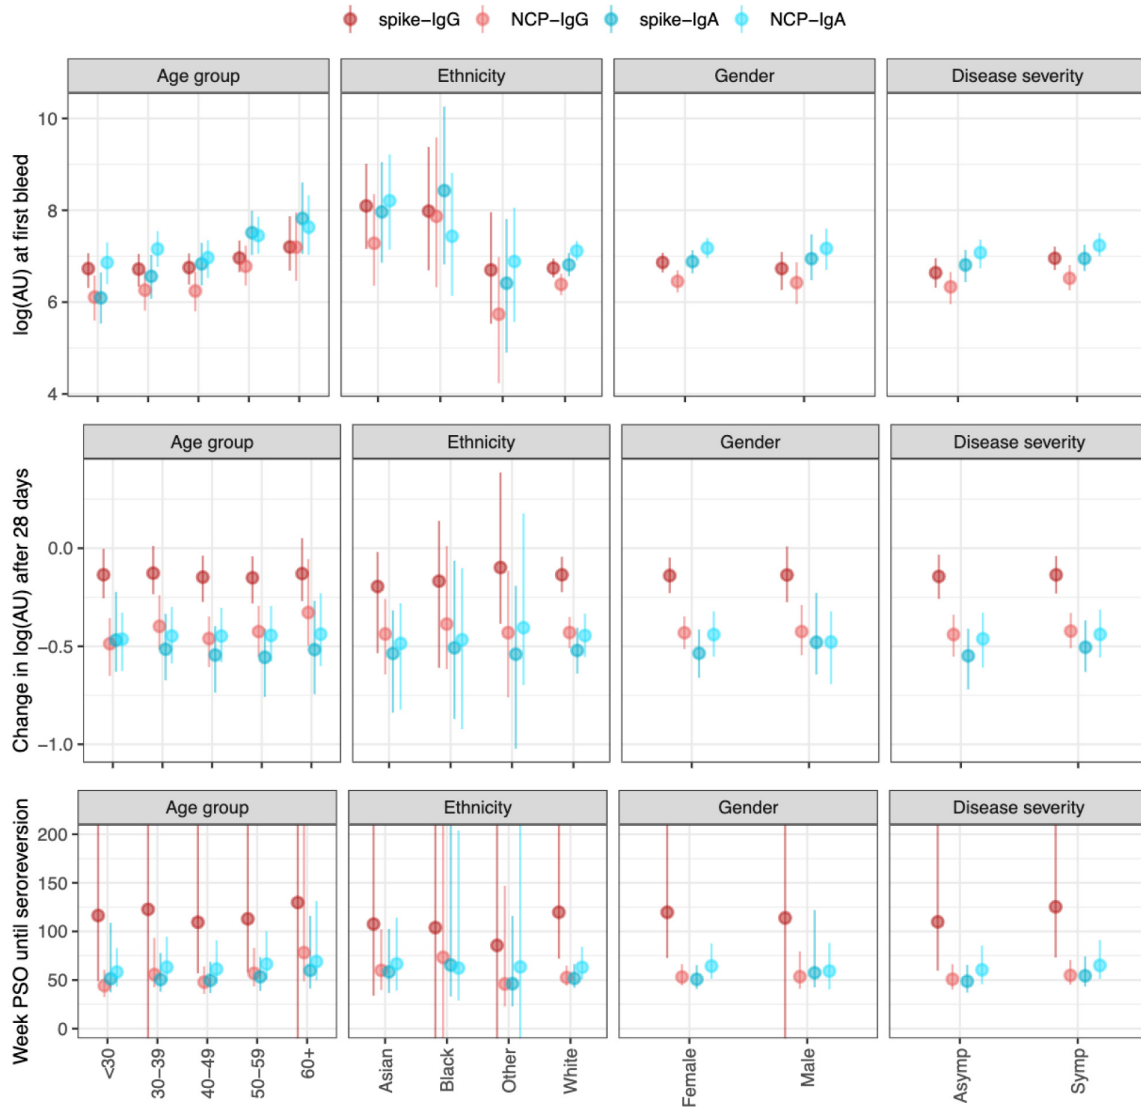 spike−IgG NCP−IgG spike−IgA NCP−IgA
Age group Ethnicity Gender Disease severity
log(AU) at first bleed
10
8
6
4
Age group Ethnicity Gender Disease severity
Change in log(AU) after 28 days
0.0
−0.5
−1.0
Age group Ethnicity Gender Disease severity
Week PSO until seroreversion
200
150
100
50
0
<30 30−39 40−49 50−59 60+ Asian Black Other White Female Male Asymp Symp